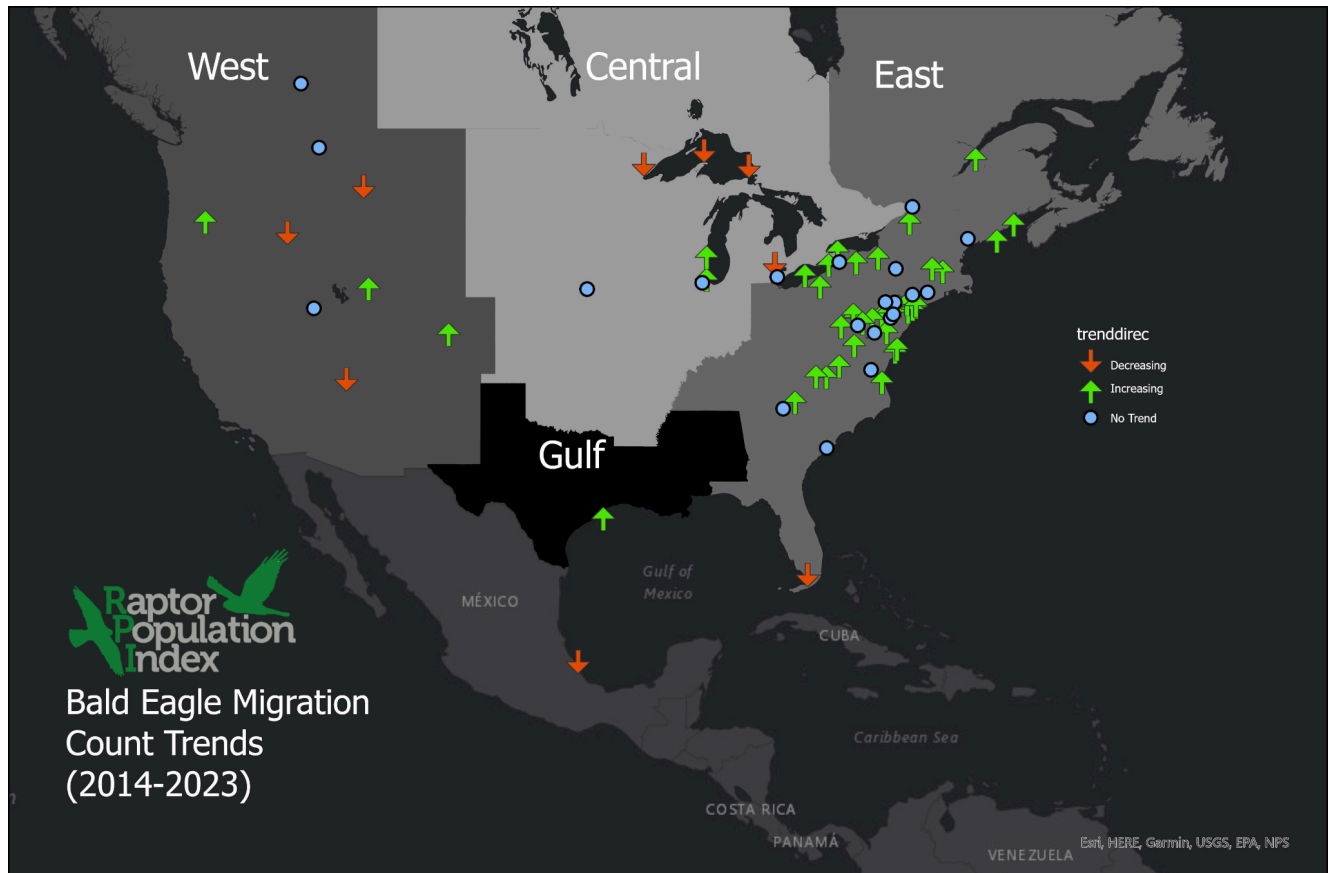 West
Central
East
trenddirec
Decreasing
Increasing
No Trend
Gulf
Gulf of
Mexico
MÉXICO
CUBA
Raptor
Population
Index
Bald Eagle Migration
Count Trends
(2014-2023)
Caribbean Sea
COSTA RICA
PANAMÁ
VENEZUELA
Esri, HERE, Garmin, USGS, EPA, NPS